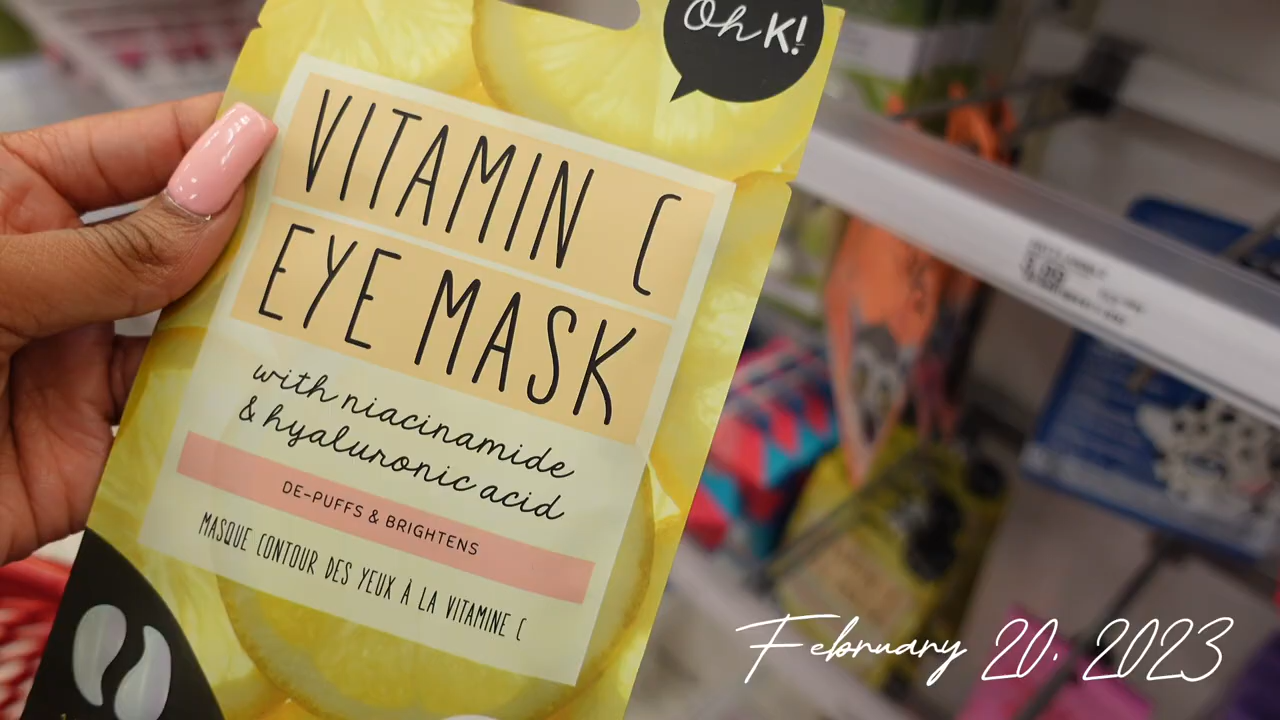 Oh K!
VITAMIN C
EYE MASK
with niacinamide
& hyaluronic acid
DE-PUFFS & BRIGHTENS
MASQUE CONTOUR DES YEUX À LA VITAMINE C
February 20, 2023